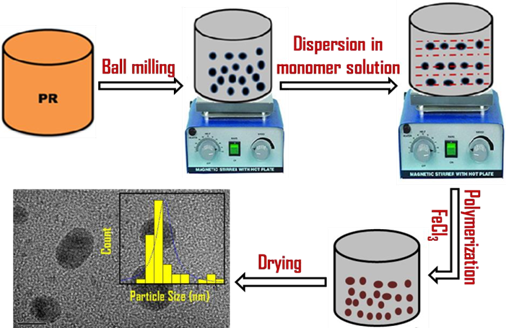 PR
Ball milling
Dispersion in
monomer solution
MAGNETIC STIRRER WITH HOT PLATE
MAGNETIC STIRRER WITH HOT PLATE
Polymerization
FeCl3
Drying
Count
Particle Size (nm)